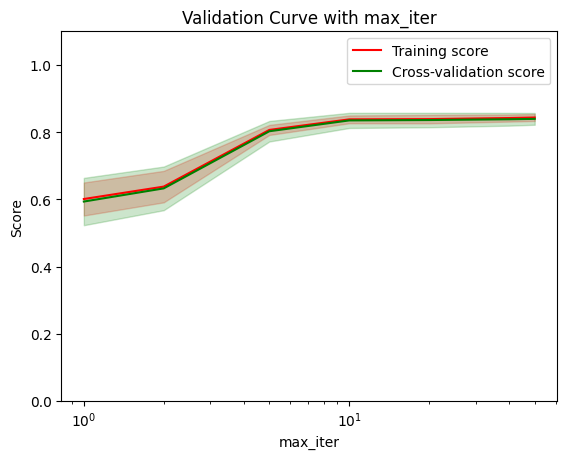 Validation Curve with max_iter
Training score
Cross-validation score
1.0
0.8
0.6
0.4
0.2
0.0
Score
10⁰
10¹
max_iter